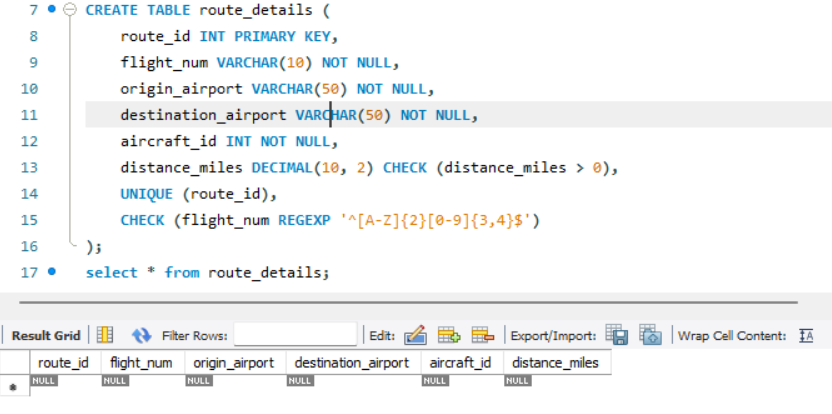 7 CREATE TABLE route_details (
8 route_id INT PRIMARY KEY,
9 flight_num VARCHAR(10) NOT NULL,
10 origin_airport VARCHAR(50) NOT NULL,
11 destination_airport VARCHAR(50) NOT NULL,
12 aircraft_id INT NOT NULL,
13 distance_miles DECIMAL(10, 2) CHECK (distance_miles > 0),
14 UNIQUE (route_id),
15 CHECK (flight_num REGEXP '^[A-Z]{2}[0-9]{3,4}$')
16 );
17 select * from route_details;
Result Grid Filter Rows: Edit: Export/Import: Wrap Cell Content: IA
route_id flight_num origin_airport destination_airport aircraft_id distance_miles
* NULL NULL NULL NULL NULL NULL